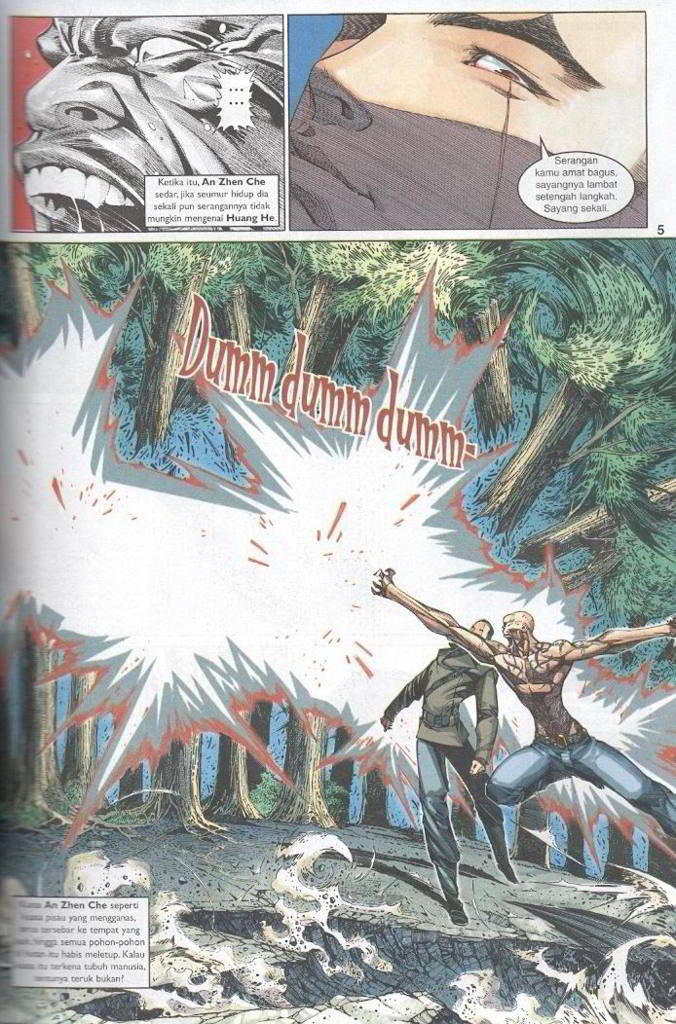 ...
...
Ketika itu, An Zhen Che
sedar, jika seumur hidup dia
sekali pun serangannya tidak
mungkin mengenai Huang He.
Serangan
kamu amat bagus,
sayangnya lambat
setengah langkah.
Sayang sekali.
5
Dumm dumm dumm-
An Zhen Che seperti
pisau yang mengganas,
tersebar ke tempat yang
hingga semua pohon-pohon
hutan itu habis meletup. Kalau
itu terkena tubuh manusia,
tentunya teruk bukan?